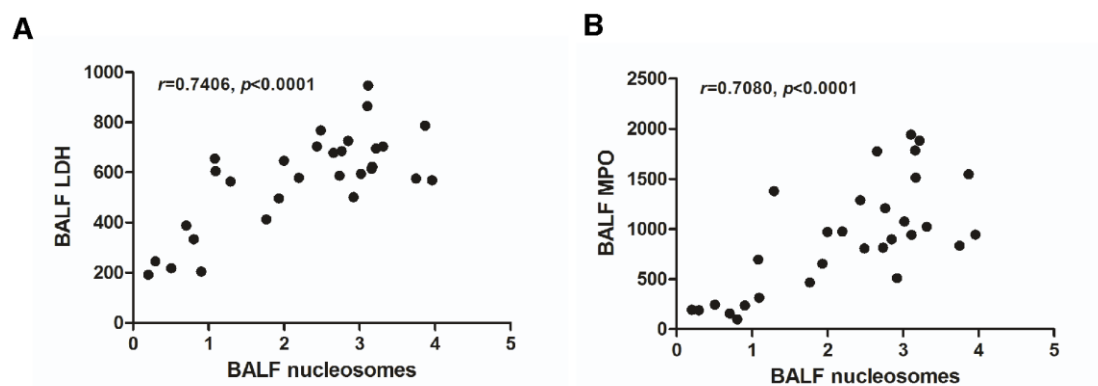 A
r=0.7406, p<0.0001
BALF LDH
1000
800
600
400
200
0
0 1 2 3 4 5
BALF nucleosomes
B
r=0.7080, p<0.0001
BALF MPO
2500
2000
1500
1000
500
0
0 1 2 3 4 5
BALF nucleosomes